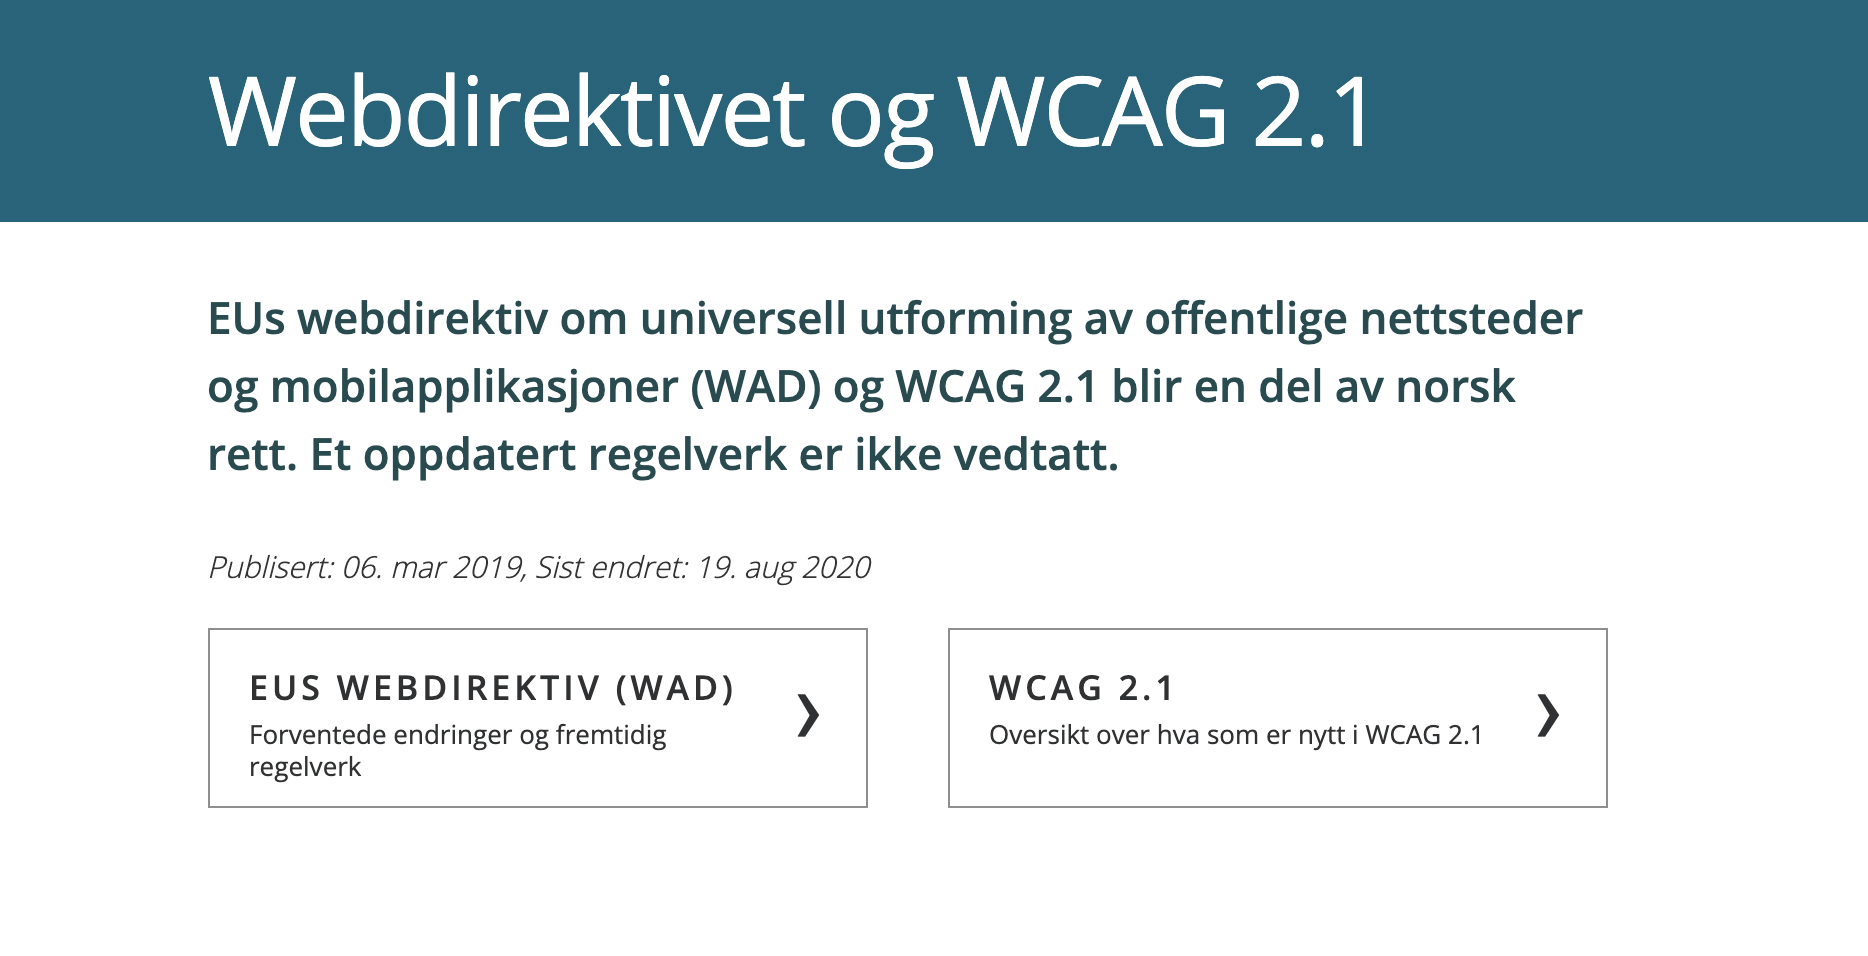 Webdirektivet og WCAG 2.1
EUs webdirektiv om universell utforming av offentlige nettsteder
og mobilapplikasjoner (WAD) og WCAG 2.1 blir en del av norsk
rett. Et oppdatert regelverk er ikke vedtatt.
Publisert: 06. mar 2019, Sist endret: 19. aug 2020
EUS WEBDIREKTIV (WAD)
Forventede endringer og fremtidig
regelverk
WCAG 2.1
Oversikt over hva som er nytt i WCAG 2.1